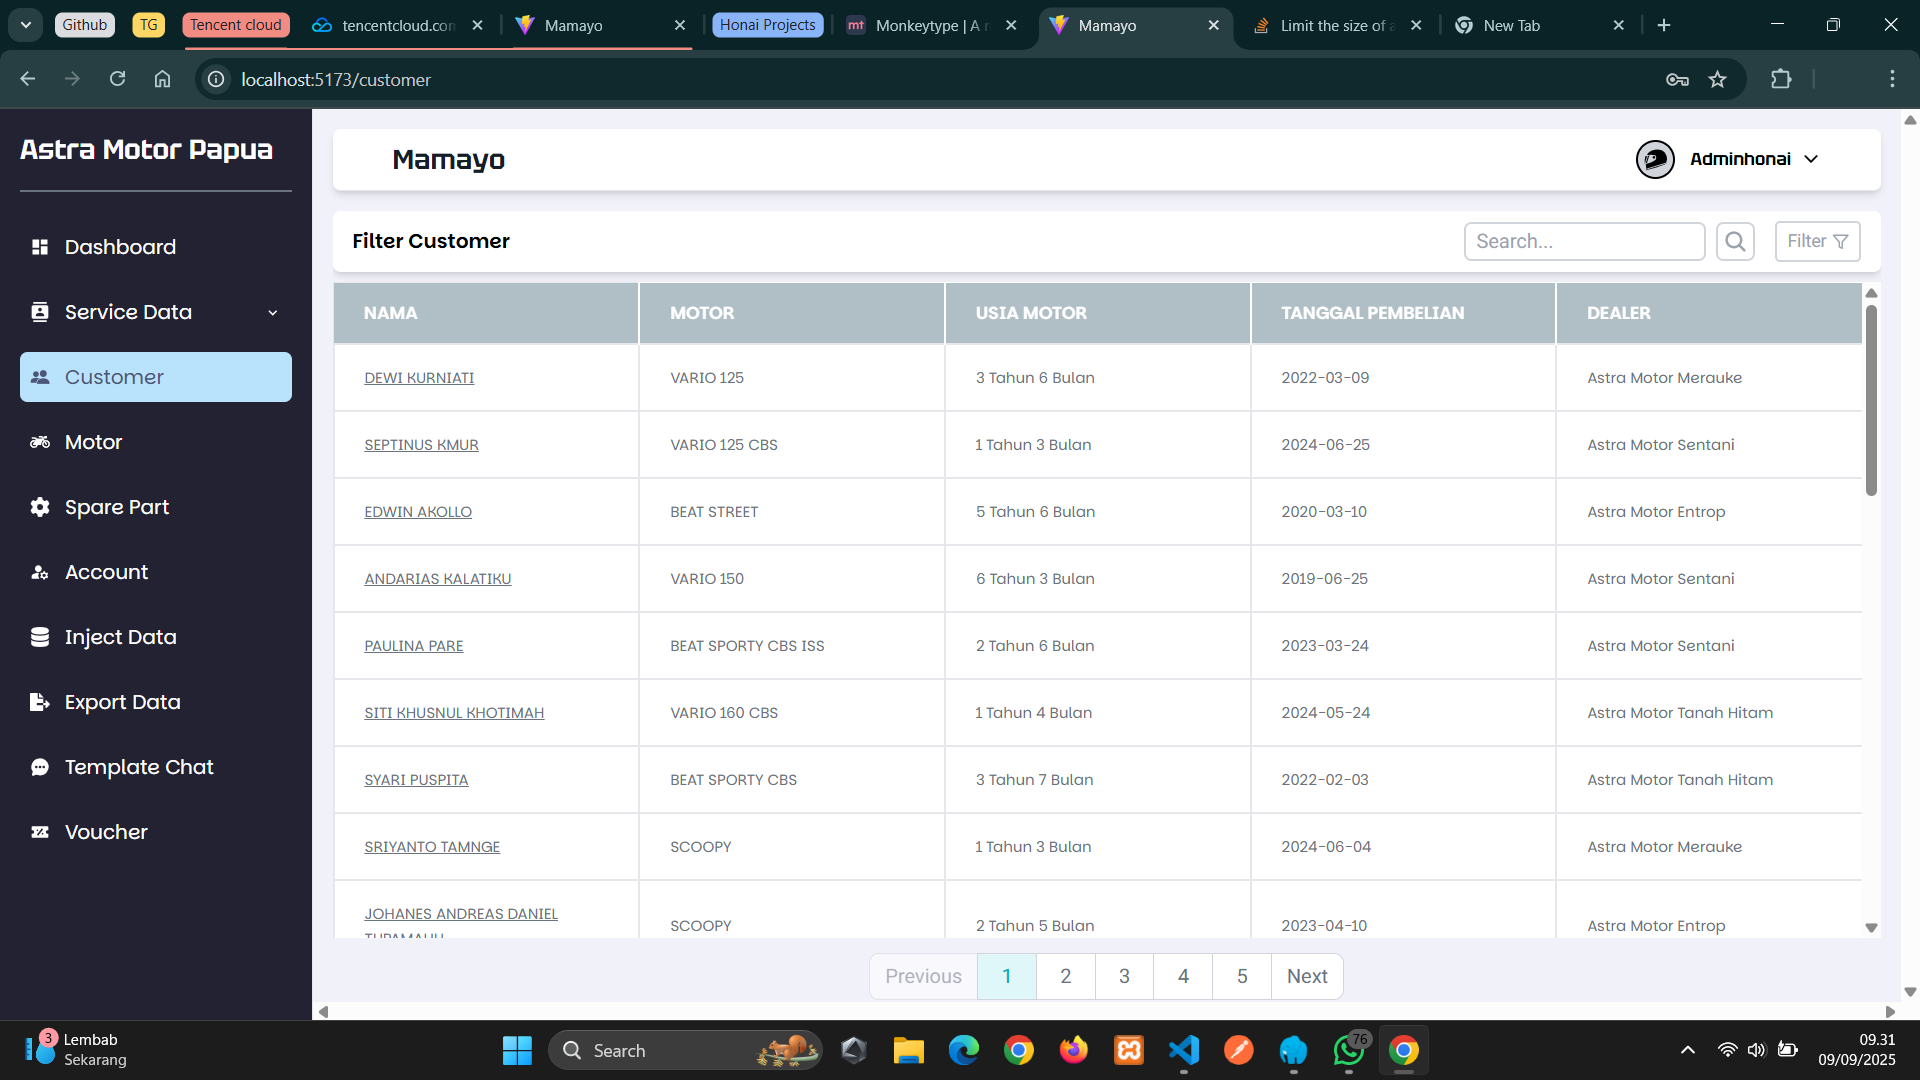 Github
TG
Tencent cloud
tencentcloud.con
Mamayo
Honai Projects
mt
Monkeytype | A r
Mamayo
Limit the size of a
New Tab
localhost:5173/customer
Astra Motor Papua
Dashboard
Service Data
Customer
Motor
Spare Part
Account
Inject Data
Export Data
Template Chat
Voucher
Mamayo
Adminhonai
Filter Customer
Search...
Filter
NAMA MOTOR USIA MOTOR TANGGAL PEMBELIAN DEALER
DEWI KURNIATI VARIO 125 3 Tahun 6 Bulan 2022-03-09 Astra Motor Merauke
SEPTINUS KMUR VARIO 125 CBS 1 Tahun 3 Bulan 2024-06-25 Astra Motor Sentani
EDWIN AKOLLO BEAT STREET 5 Tahun 6 Bulan 2020-03-10 Astra Motor Entrop
ANDARIAS KALATIKU VARIO 150 6 Tahun 3 Bulan 2019-06-25 Astra Motor Sentani
PAULINA PARE BEAT SPORTY CBS ISS 2 Tahun 6 Bulan 2023-03-24 Astra Motor Sentani
SITI KHUSNUL KHOTIMAH VARIO 160 CBS 1 Tahun 4 Bulan 2024-05-24 Astra Motor Tanah Hitam
SYARI PUSPITA BEAT SPORTY CBS 3 Tahun 7 Bulan 2022-02-03 Astra Motor Tanah Hitam
SRIYANTO TAMNGE SCOOPY 1 Tahun 3 Bulan 2024-06-04 Astra Motor Merauke
JOHANES ANDREAS DANIEL SCOOPY 2 Tahun 5 Bulan 2023-04-10 Astra Motor Entrop
Previous 1 2 3 4 5 Next
3
Lembab
Sekarang
Search
76
09.31
09/09/2025